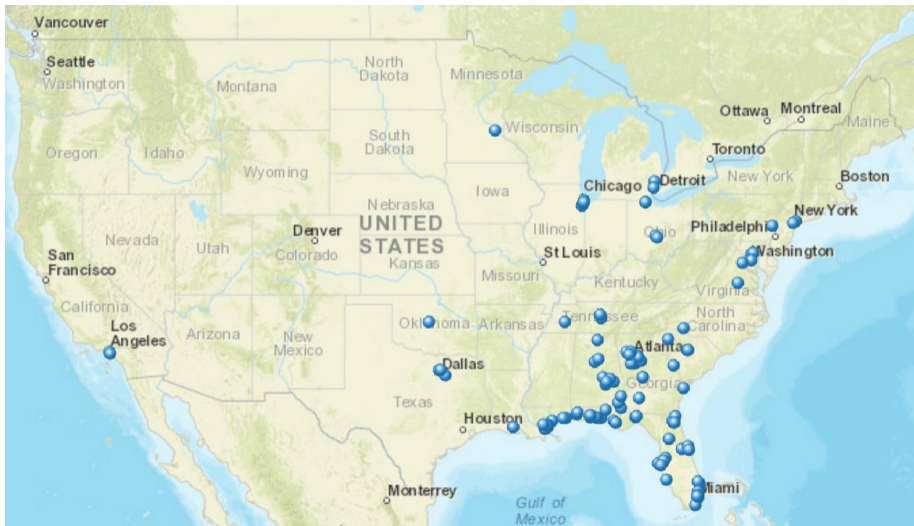 Vancouver
Seattle
Washington
Montana
North
Dakota
Minnesota
Ottawa
Montreal
Maine
Oregon
Idaho
South
Dakota
Wisconsin
Toronto
Wyoming
Chicago
Detroit
New York
Boston
Iowa
Nebraska
UNITED
STATES
Illinois
Ohio
New York
Philadelphi
Nevada
Utah
Denver
Colorado
Kansas
St Louis
Missouri
Washington
San
Francisco
California
Kentucky
Virginia
Los
Angeles
Arizona
New
Mexico
Oklahoma
Arkansas
Tennessee
North
Carolina
Dallas
Atlanta
Georgia
Texas
Houston
Monterrey
Miami
Gulf of
Mexico